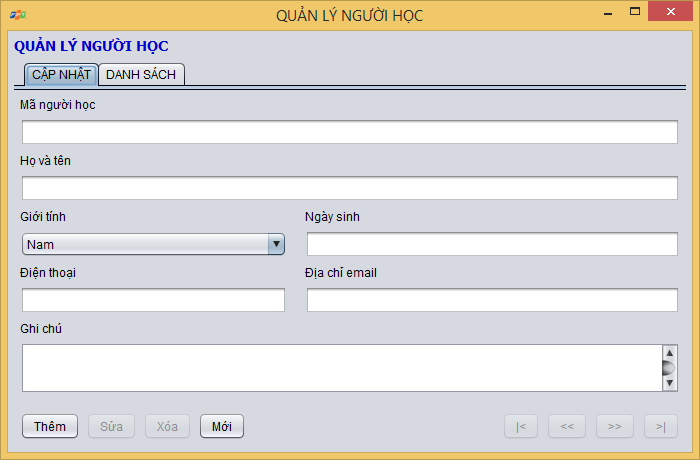 QUẢN LÝ NGƯỜI HỌC
QUẢN LÝ NGƯỜI HỌC
CẬP NHẬT DANH SÁCH
Mã người học
Họ và tên
Giới tính Ngày sinh
Nam
Điện thoại Địa chỉ email
Ghi chú
Thêm Sửa Xóa Mới |< << >> >|